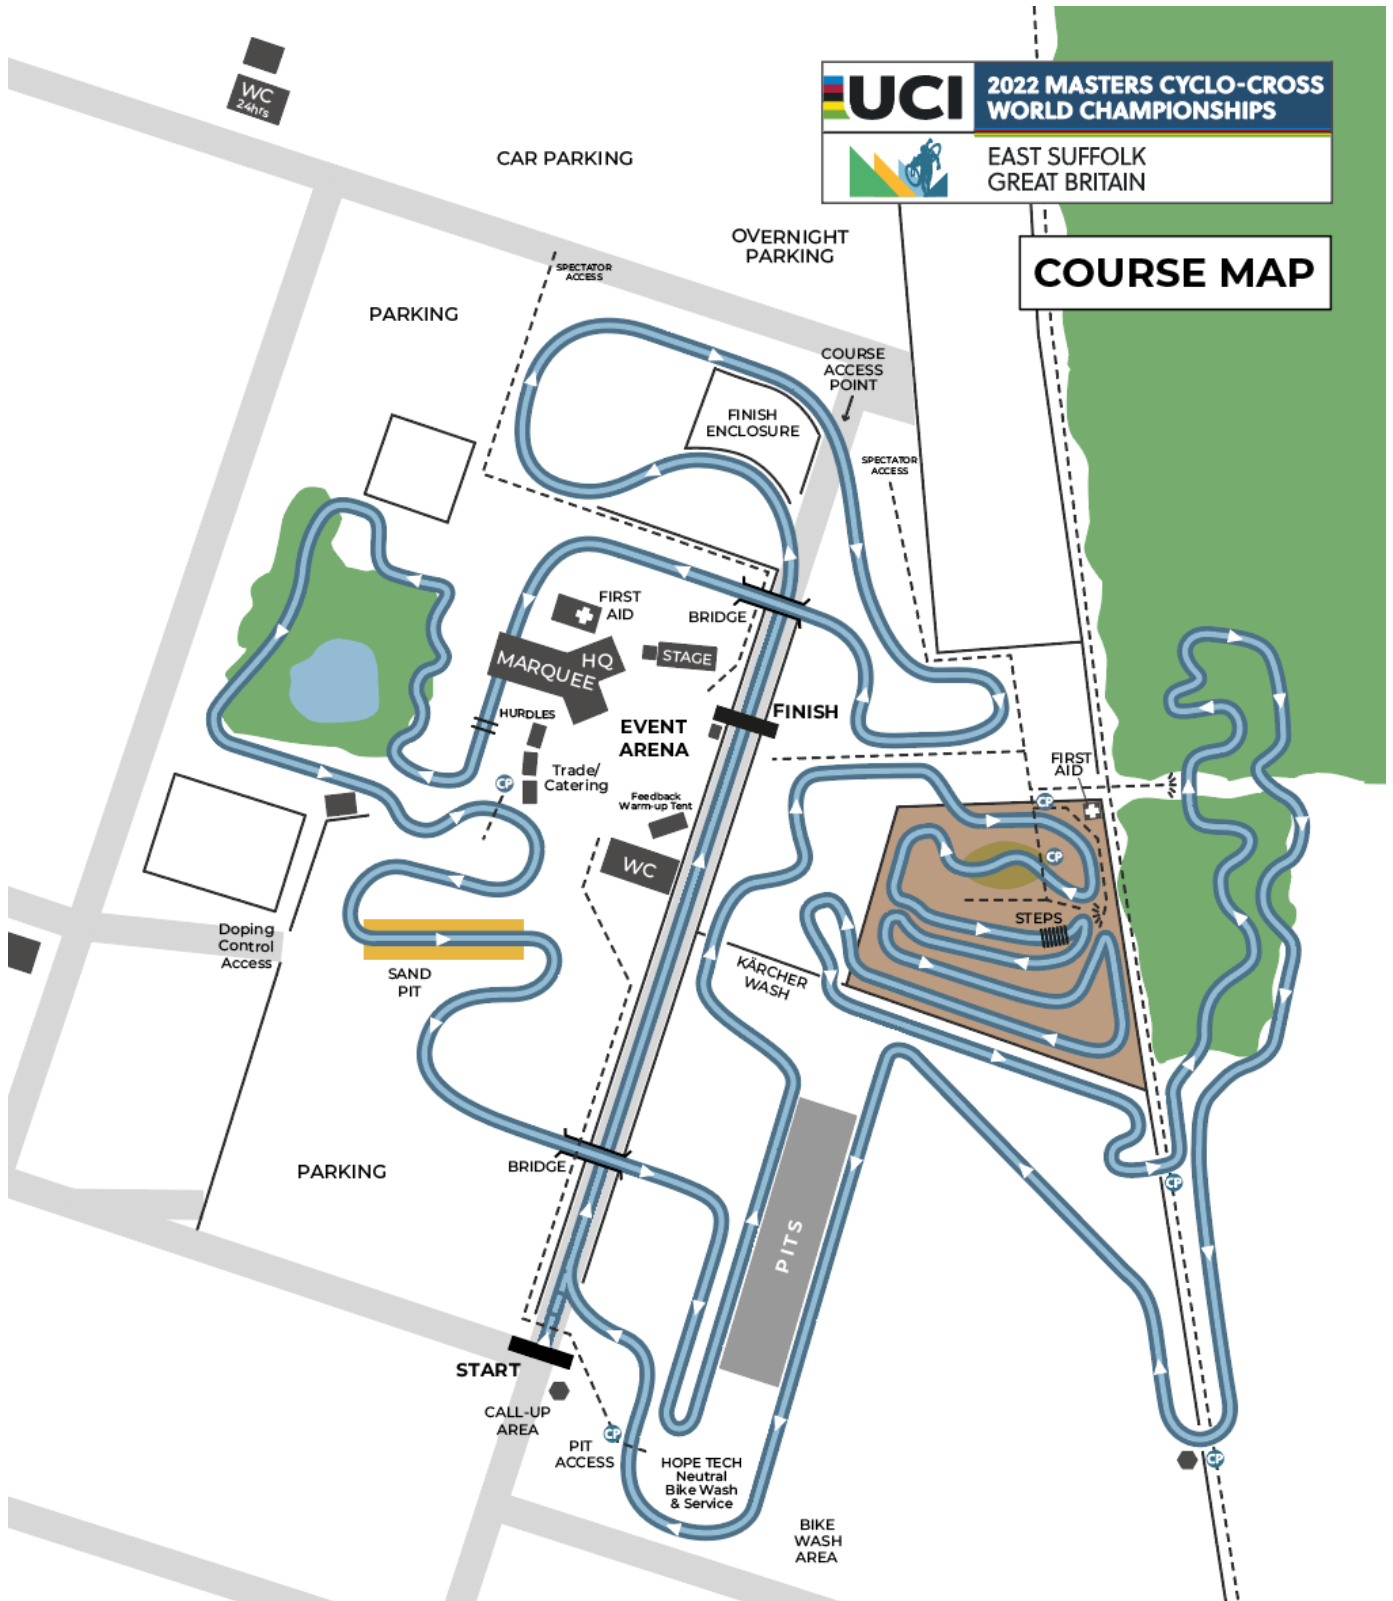 WC
24hrs
CAR PARKING
UCI
2022 MASTERS CYCLO-CROSS
WORLD CHAMPIONSHIPS
EAST SUFFOLK
GREAT BRITAIN
COURSE MAP
OVERNIGHT
PARKING
SPECTATOR
ACCESS
PARKING
COURSE
ACCESS
POINT
FINISH
ENCLOSURE
SPECTATOR
ACCESS
FIRST
AID
BRIDGE
HQ
MARQUEE
STAGE
HURDLES
EVENT
ARENA
FINISH
CP
Trade/
Catering
Feedback
Warm-up Tent
WC
FIRST
AID
CP
CP
STEPS
Doping
Control
Access
SAND
PIT
KÄRCHER
WASH
BRIDGE
PARKING
CP
PITS
START
CALL-UP
AREA
CP
PIT
ACCESS
HOPE TECH
Neutral
Bike Wash
& Service
CP
BIKE
WASH
AREA